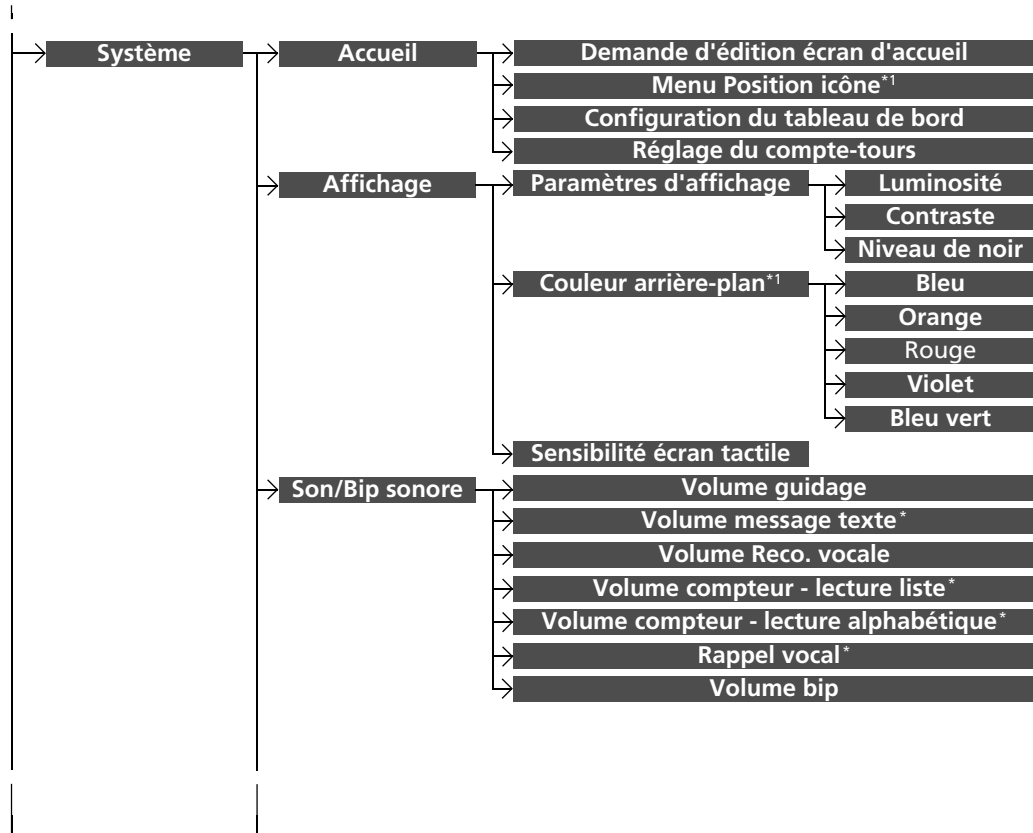 Système
Accueil
Demande d'édition écran d'accueil
Menu Position icône*1
Configuration du tableau de bord
Réglage du compte-tours
Affichage
Paramètres d'affichage
Luminosité
Contraste
Niveau de noir
Couleur arrière-plan*1
Bleu
Orange
Rouge
Violet
Bleu vert
Sensibilité écran tactile
Son/Bip sonore
Volume guidage
Volume message texte*
Volume Reco. vocale
Volume compteur - lecture liste*
Volume compteur - lecture alphabétique*
Rappel vocal*
Volume bip